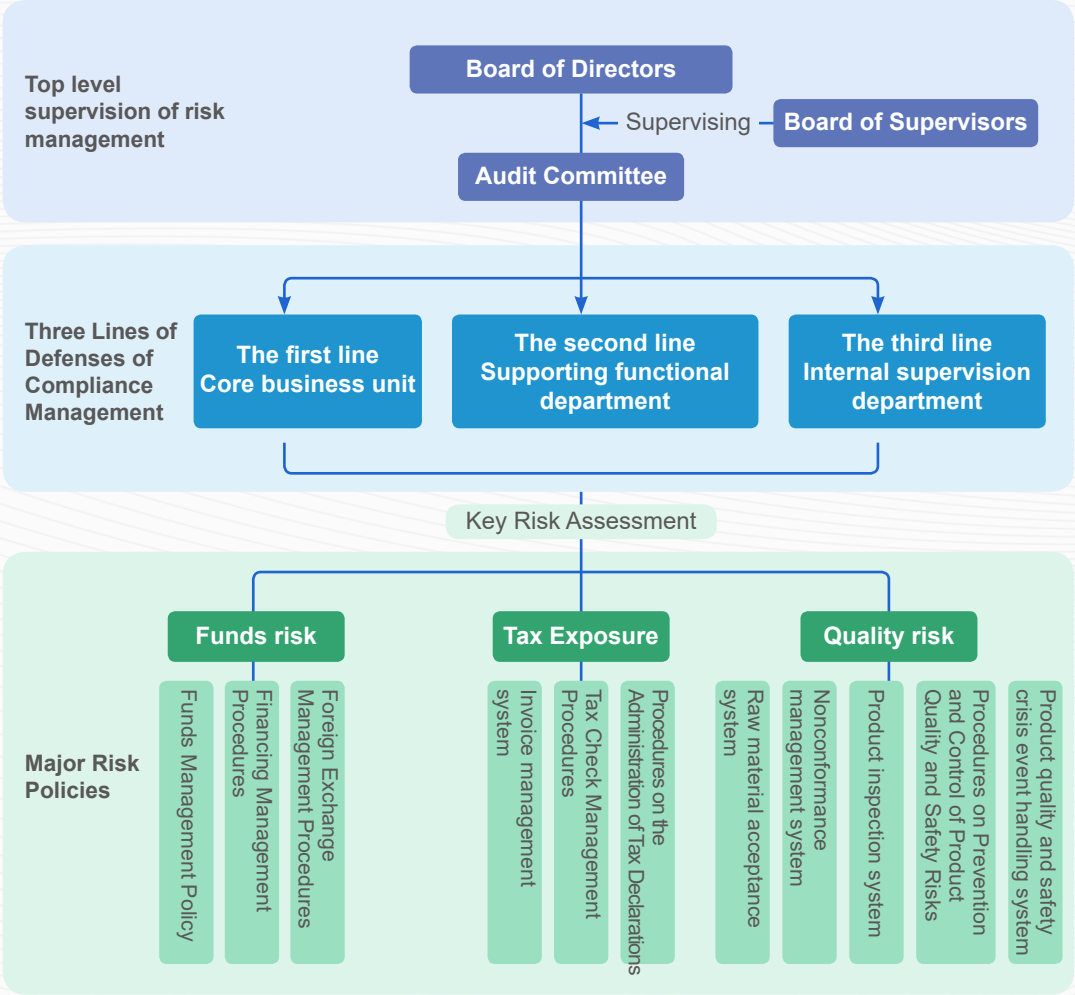 Top level
supervision of risk
management
Board of Directors
Supervising
Board of Supervisors
Audit Committee
Three Lines of
Defenses of
Compliance
Management
The first line
Core business unit
The second line
Supporting functional
department
The third line
Internal supervision
department
Key Risk Assessment
Major Risk
Policies
Funds risk
Funds Management Policy
Financing Management
Procedures
Foreign Exchange
Management Procedures
Tax Exposure
Invoice management
system
Tax Check Management
Procedures
Procedures on the
Administration of Tax Declarations
Quality risk
Raw material acceptance
system
Nonconformance
management system
Product inspection system
Procedures on Prevention
and Control of Product
Quality and Safety Risks
Product quality and safety
crisis event handling system